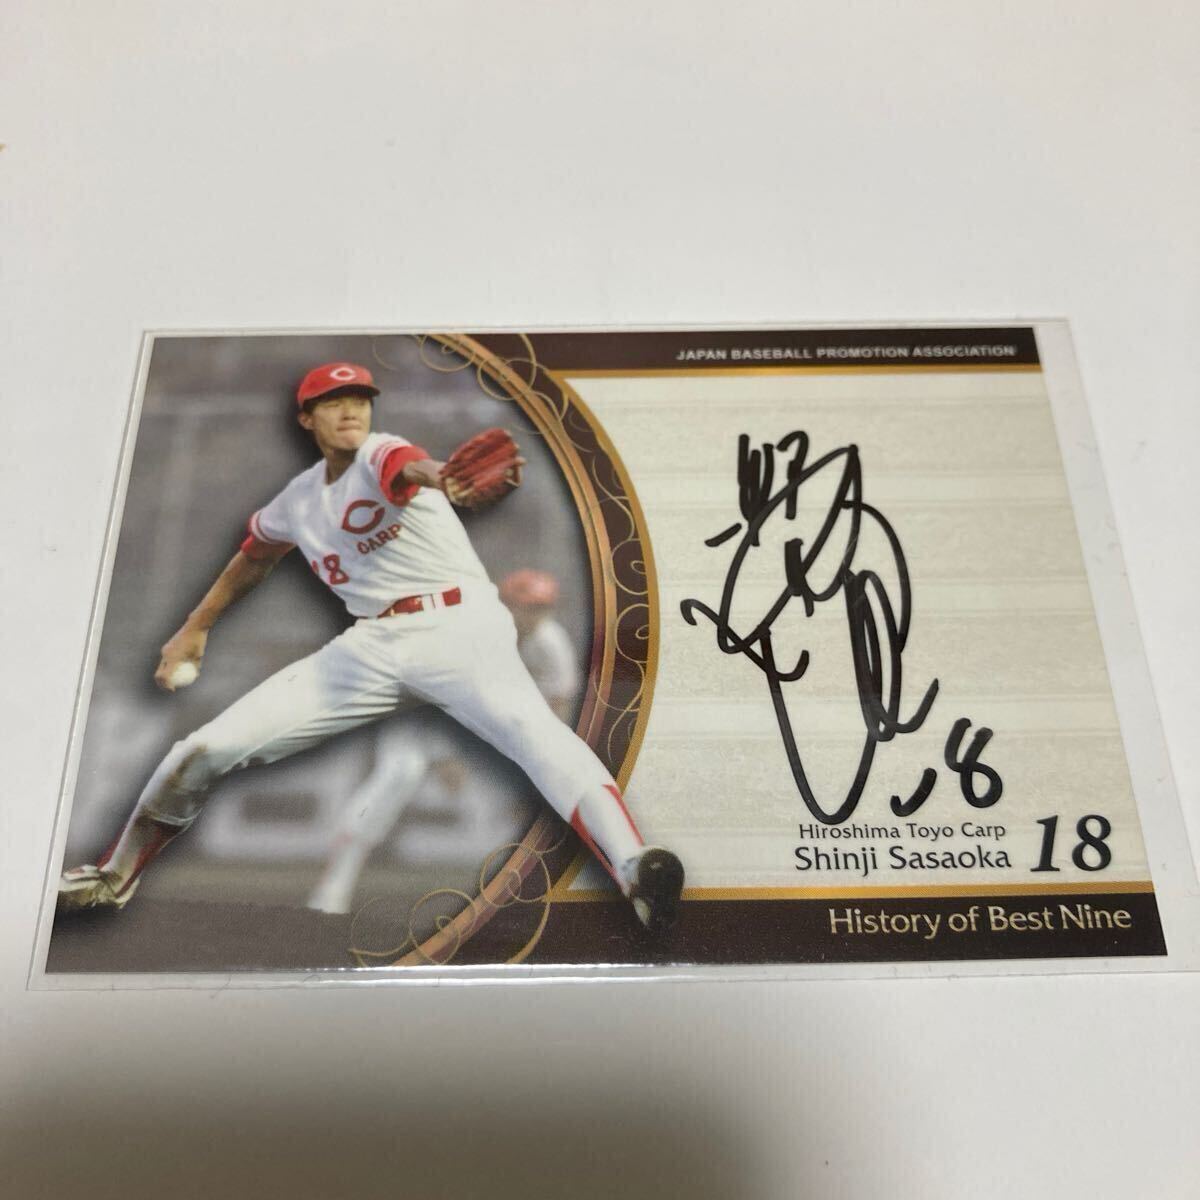 JAPAN BASEBALL PROMOTION ASSOCIATION
C
C
CARP
18
18
Hiroshima Toyo Carp
Shinji Sasaoka 18
History of Best Nine